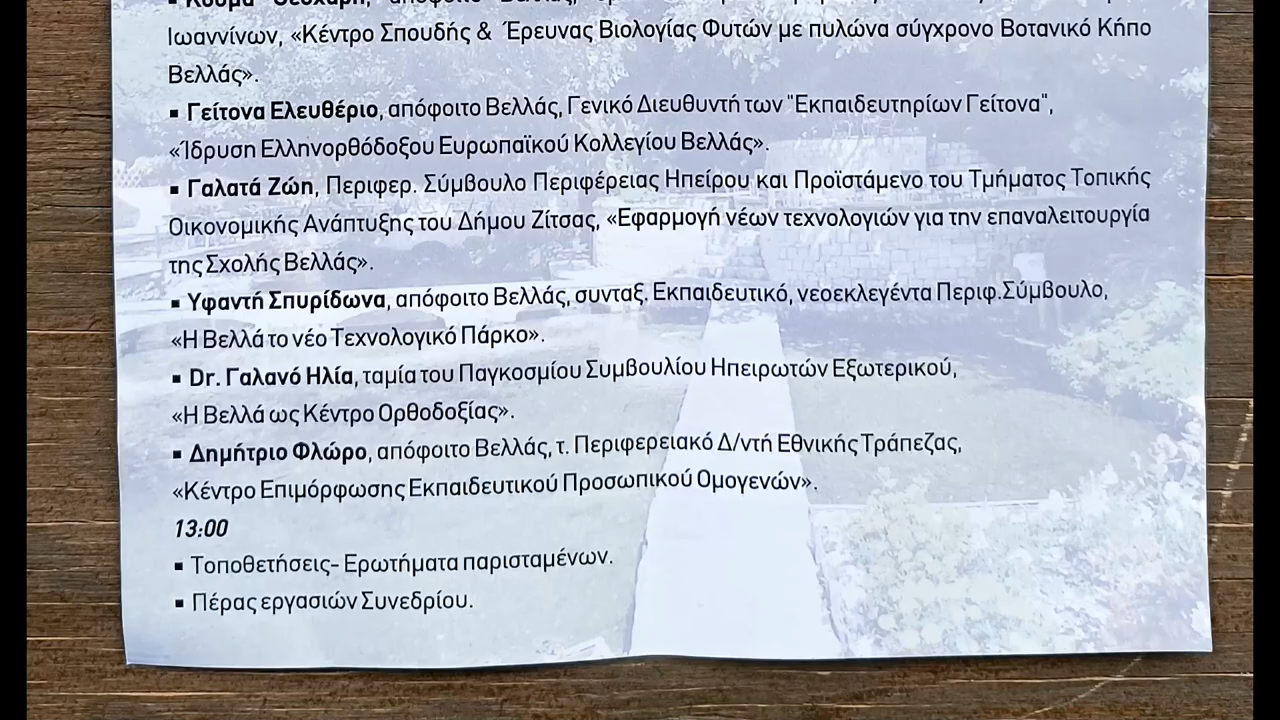 ▪ Κούμα Θεοχάρη, απόφοιτο Βελλάς,
Ιωαννίνων, «Κέντρο Σπουδής & Έρευνας Βιολογίας Φυτών με πυλώνα σύγχρονο Βοτανικό Κήπο
Βελλάς».
▪ Γείτονα Ελευθέριο, απόφοιτο Βελλάς, Γενικό Διευθυντή των "Εκπαιδευτηρίων Γείτονα",
«Ίδρυση Ελληνορθόδοξου Ευρωπαϊκού Κολλεγίου Βελλάς».
▪ Γαλατά Ζώη, Περιφερ. Σύμβουλο Περιφέρειας Ηπείρου και Προϊστάμενο του Τμήματος Τοπικής
Οικονομικής Ανάπτυξης του Δήμου Ζίτσας, «Εφαρμογή νέων τεχνολογιών για την επαναλειτουργία
της Σχολής Βελλάς».
▪ Υφαντή Σπυρίδωνα, απόφοιτο Βελλάς, συνταξ. Εκπαιδευτικό, νεοεκλεγέντα Περιφ.Σύμβουλο,
«Η Βελλά το νέο Τεχνολογικό Πάρκο».
▪ Dr. Γαλανό Ηλία, ταμία του Παγκοσμίου Συμβουλίου Ηπειρωτών Εξωτερικού,
«Η Βελλά ως Κέντρο Ορθοδοξίας».
▪ Δημήτριο Φλώρο, απόφοιτο Βελλάς, τ. Περιφερειακό Δ/ντή Εθνικής Τράπεζας,
«Κέντρο Επιμόρφωσης Εκπαιδευτικού Προσωπικού Ομογενών».
13:00
▪ Τοποθετήσεις- Ερωτήματα παρισταμένων.
▪ Πέρας εργασιών Συνεδρίου.